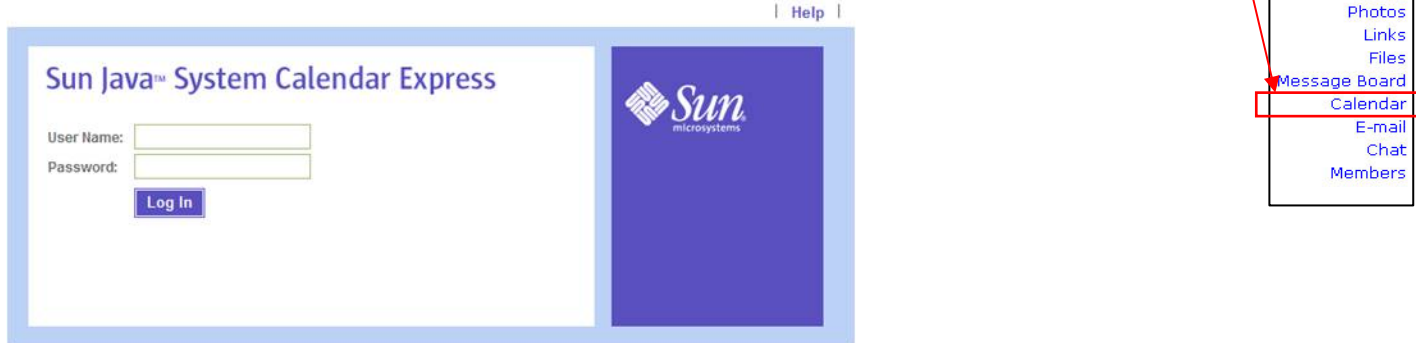 | Help |
Sun Java™ System Calendar Express
User Name:
Password:
Log In
Sun
microsystems
Photos
Links
Files
Message Board
Calendar
E-mail
Chat
Members